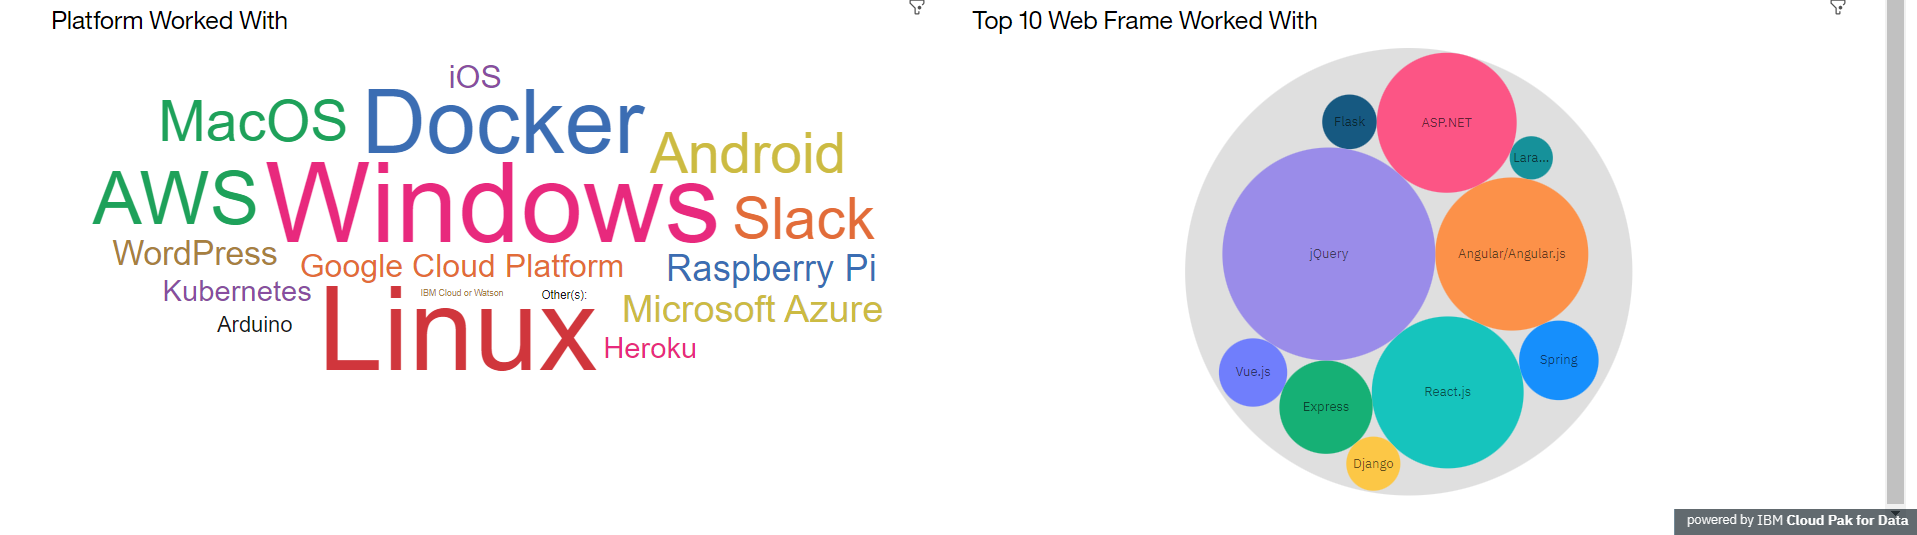 Platform Worked With
iOS
MacOS
Docker
Android
AWS
Windows
Slack
WordPress
Google Cloud Platform
Raspberry Pi
Kubernetes
IBM Cloud or Watson
Other(s):
Linux
Microsoft Azure
Arduino
Heroku
Top 10 Web Frame Worked With
Flask
ASP.NET
Lara...
jQuery
Angular/Angular.js
Vue.js
Spring
Express
React.js
Django
powered by IBM Cloud Pak for Data